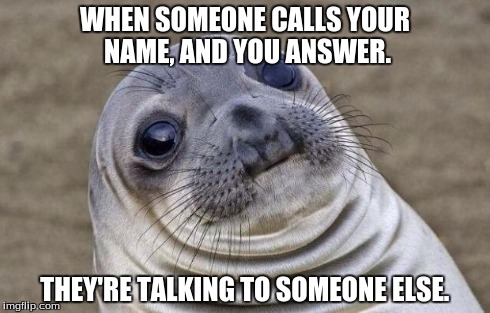 WHEN SOMEONE CALLS YOUR
NAME, AND YOU ANSWER.
THEY'RE TALKING TO SOMEONE ELSE.
imgflip.com